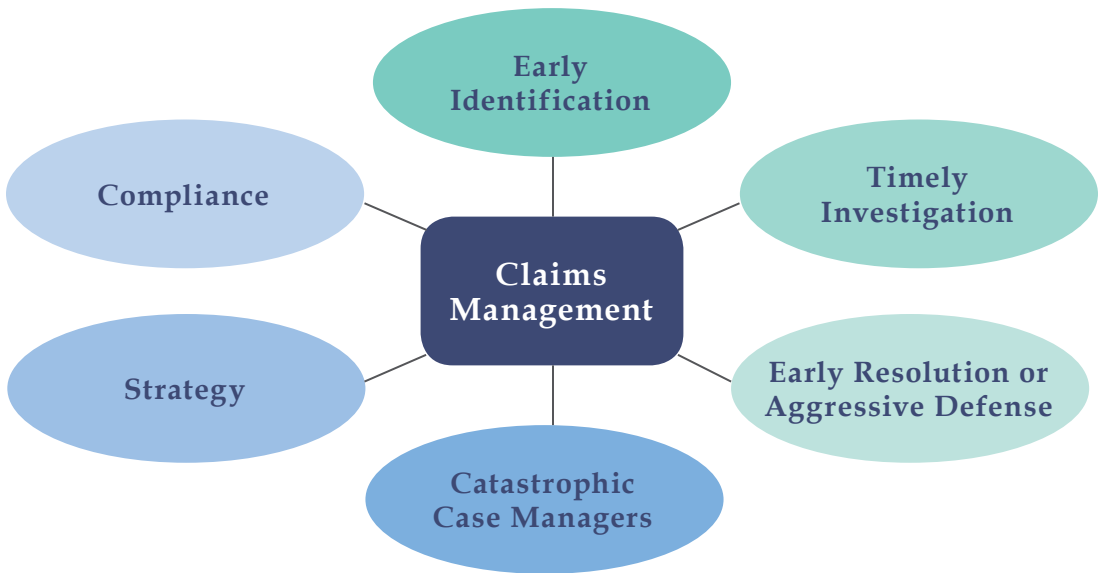 Early
Identification
Timely
Investigation
Early Resolution or
Aggressive Defense
Catastrophic
Case Managers
Strategy
Compliance
Claims
Management